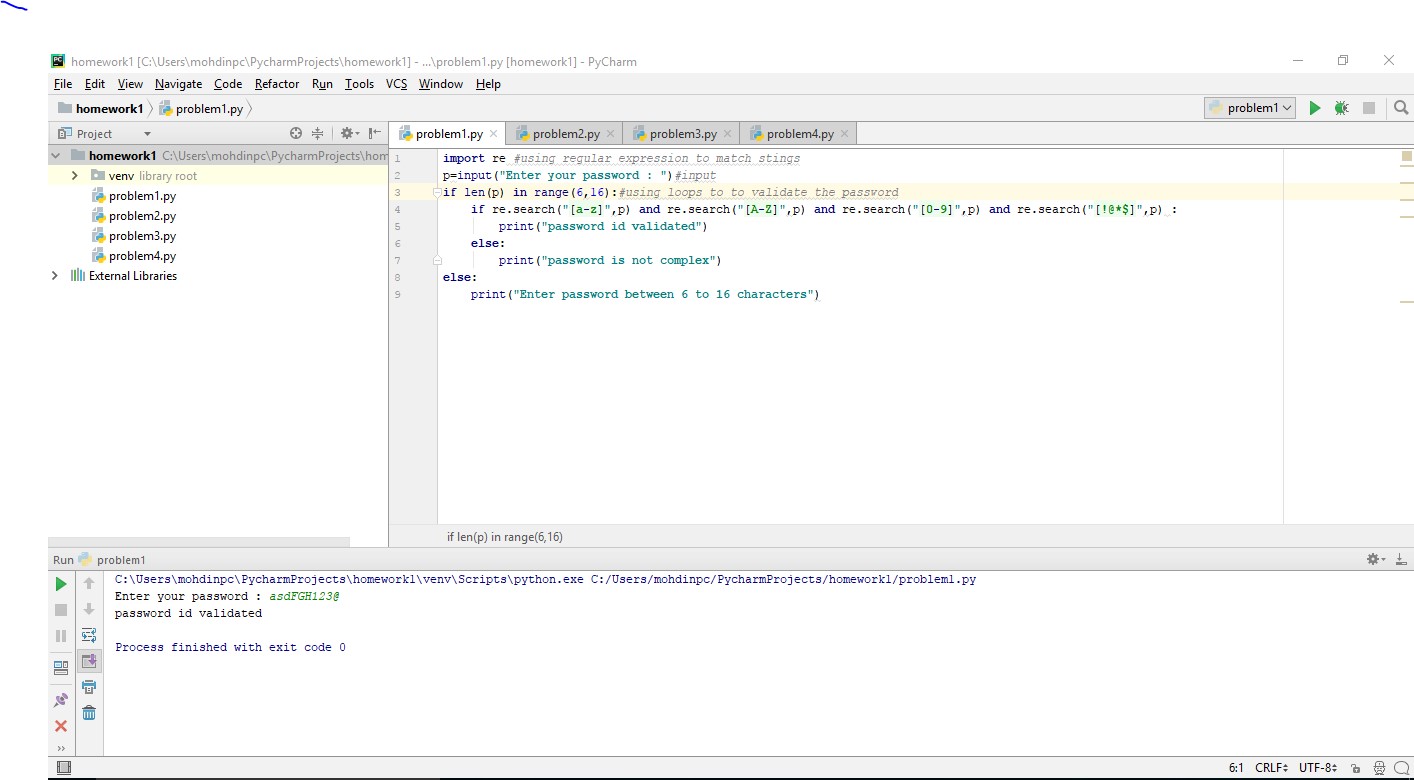 homework1 [C:\Users\mohdinpc\PycharmProjects\homework1] - ...\problem1.py [homework1] - PyCharm
File Edit View Navigate Code Refactor Run Tools VCS Window Help
homework1 problem1.py problem1
Project problem1.py problem2.py problem3.py problem4.py
homework1 C:\Users\mohdinpc\PycharmProjects\hom
venv library root
problem1.py
problem2.py
problem3.py
problem4.py
External Libraries
1 import re #using regular expression to match stings
2 p=input("Enter your password : ")#input
3 if len(p) in range(6,16):#using loops to to validate the password
4 if re.search("[a-z]",p) and re.search("[A-Z]",p) and re.search("[0-9]",p) and re.search("[!@*$]",p) :
5 print("password id validated")
6 else:
7 print("password is not complex")
8 else:
9 print("Enter password between 6 to 16 characters")
if len(p) in range(6,16)
Run problem1
C:\Users\mohdinpc\PycharmProjects\homework1\venv\Scripts\python.exe C:/Users/mohdinpc/PycharmProjects/homework1/problem1.py
Enter your password : asdFGH123@
password id validated
Process finished with exit code 0
6:1 CRLF UTF-8